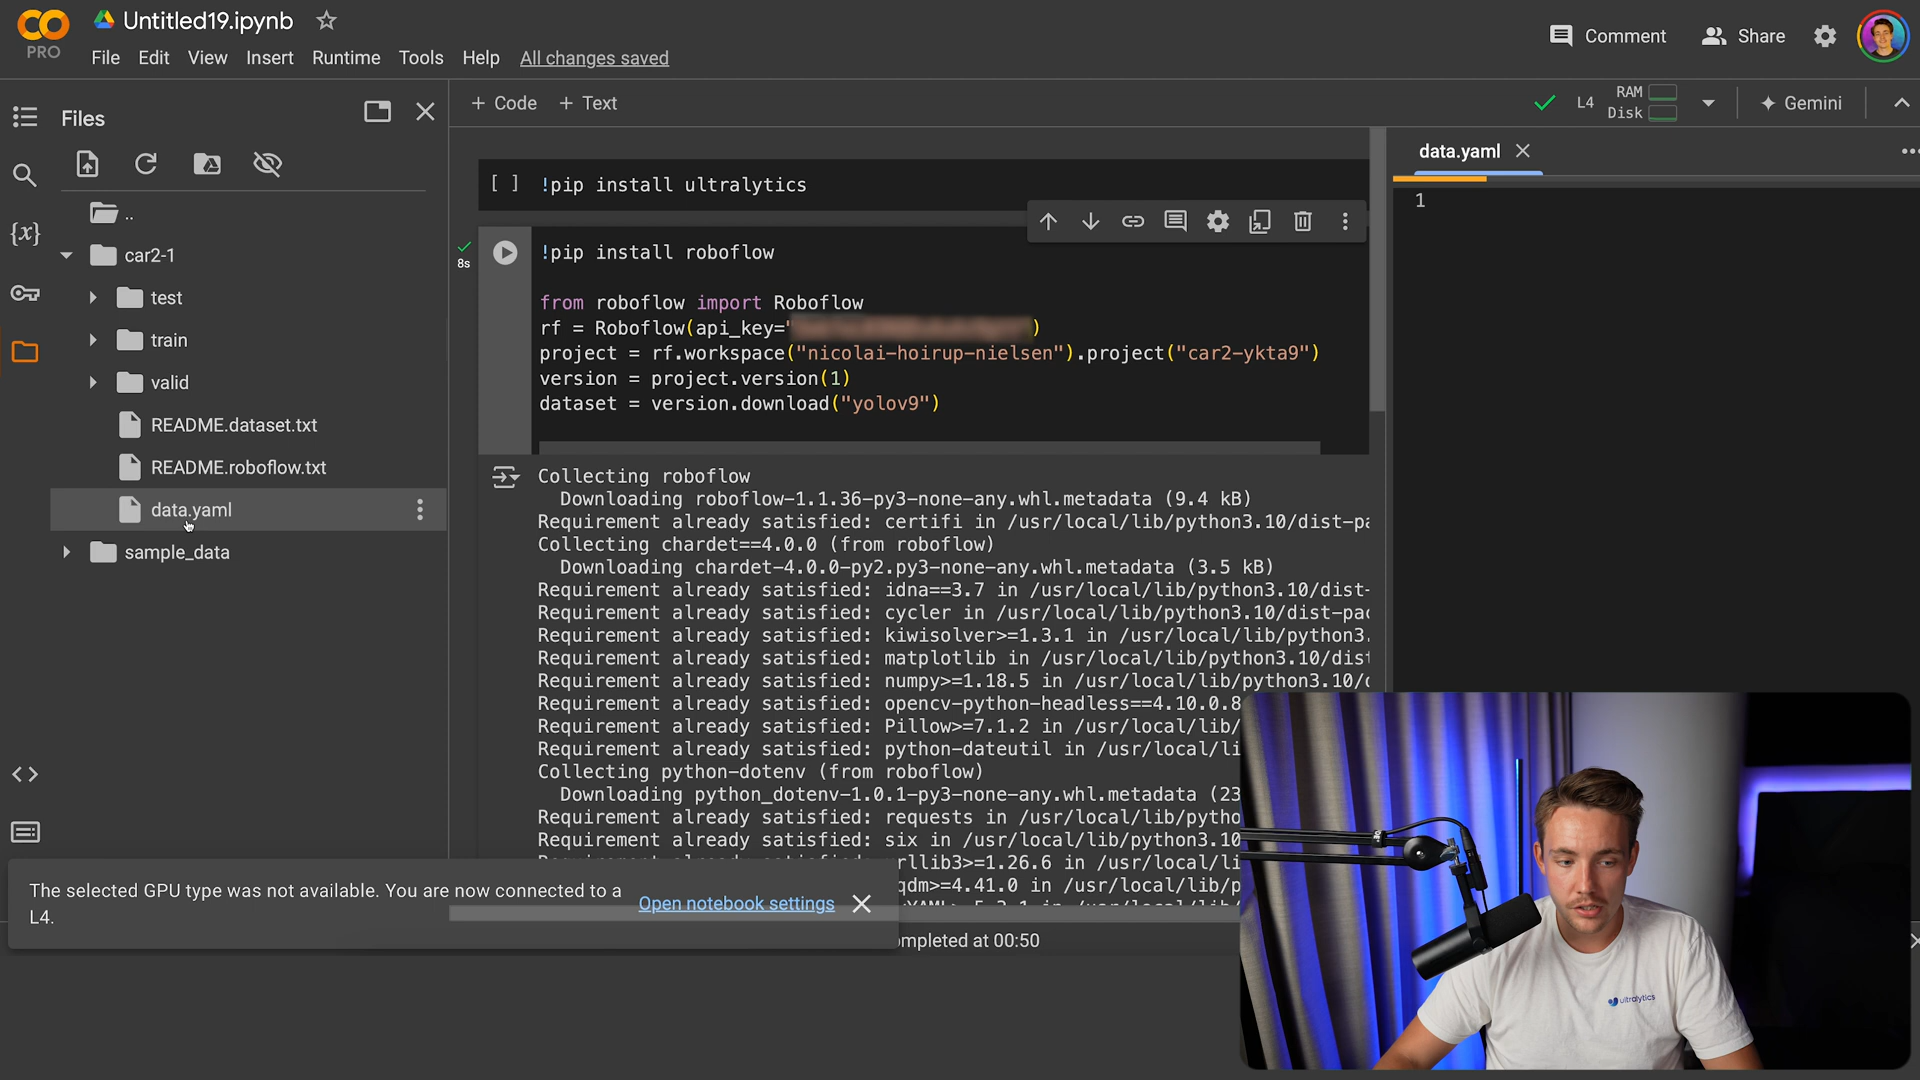 PRO
Untitled19.ipynb
File Edit View Insert Runtime Tools Help All changes saved
Comment
Share
Files
+ Code + Text
L4
RAM
Disk
Gemini
..
car2-1
test
train
valid
README.dataset.txt
README.roboflow.txt
data.yaml
sample_data
{x}
[ ] !pip install ultralytics
8s
!pip install roboflow
from roboflow import Roboflow
rf = Roboflow(api_key=" ")
project = rf.workspace("nicolai-hoirup-nielsen").project("car2-ykta9")
version = project.version(1)
dataset = version.download("yolov9")
Collecting roboflow
Downloading roboflow-1.1.36-py3-none-any.whl.metadata (9.4 kB)
Requirement already satisfied: certifi in /usr/local/lib/python3.10/dist-pa
Collecting chardet==4.0.0 (from roboflow)
Downloading chardet-4.0.0-py2.py3-none-any.whl.metadata (3.5 kB)
Requirement already satisfied: idna==3.7 in /usr/local/lib/python3.10/dist-
Requirement already satisfied: cycler in /usr/local/lib/python3.10/dist-pac
Requirement already satisfied: kiwisolver>=1.3.1 in /usr/local/lib/python3.
Requirement already satisfied: matplotlib in /usr/local/lib/python3.10/dist
Requirement already satisfied: numpy>=1.18.5 in /usr/local/lib/python3.10/d
Requirement already satisfied: opencv-python-headless==4.10.0.8
Requirement already satisfied: Pillow>=7.1.2 in /usr/local/lib/
Requirement already satisfied: python-dateutil in /usr/local/li
Collecting python-dotenv (from roboflow)
Downloading python_dotenv-1.0.1-py3-none-any.whl.metadata (23
Requirement already satisfied: requests in /usr/local/lib/pytho
Requirement already satisfied: six in /usr/local/lib/python3.10
rllib3>=1.26.6 in /usr/local/li
qdm>=4.41.0 in /usr/local/lib/
data.yaml
1
The selected GPU type was not available. You are now connected to a
L4.
Open notebook settings
ompleted at 00:50
ultralytics